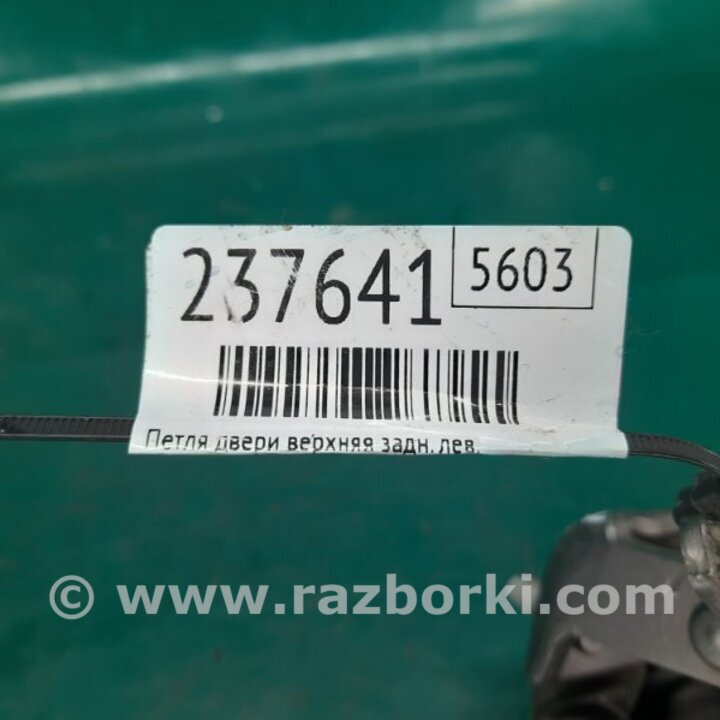 237641
5603
Петля двери верхняя задн. лев.
© www.razborki.com